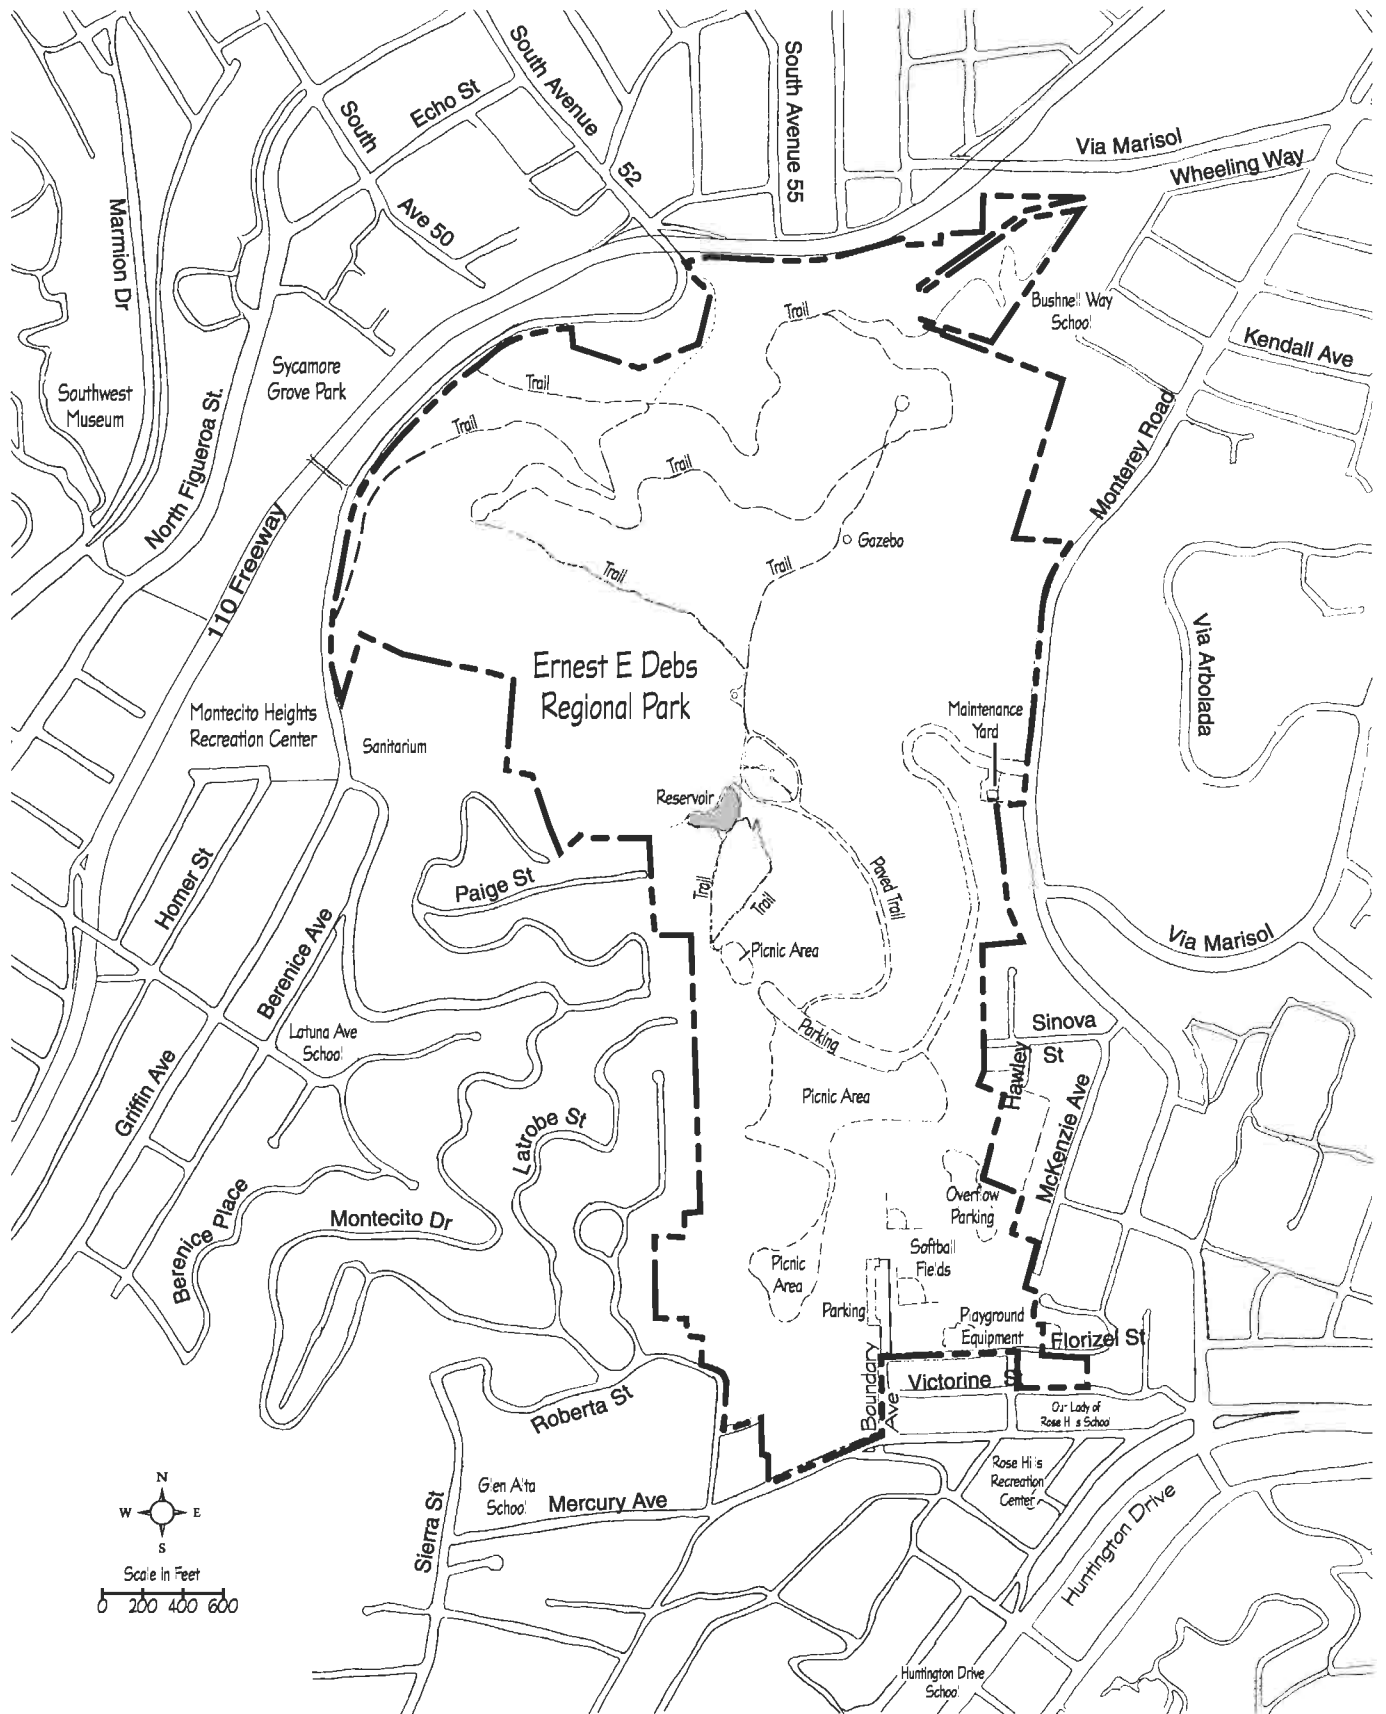 South Avenue
52
South
Ave 50
Echo St
South Avenue 55
Via Marisol
Wheeling Way
Marmion Dr
Bushnell Way
School
Kendall Ave
Trail
Sycamore
Grove Park
Southwest
Museum
Trail
Trail
Trail
North Figueroa St.
Monterey Road
110 Freeway
Gazebo
Trail
Trail
Via Arbolada
Ernest E Debs
Regional Park
Montecito Heights
Recreation Center
Sanitarium
Maintenance
Yard
Reservoir
Homer St
Paige St
Trail
Trail
Paved Trail
Berenice Ave
Picnic Area
Via Marisol
Latuna Ave
School
Parking
Sinova
St
Hawley
Griffin Ave
Picnic Area
McKenzie Ave
Latrobe St
Berenice Place
Montecito Dr
Overflow
Parking
Softball
Fields
Picnic
Area
Parking
Playground
Equipment
Florizel St
Boundary
Ave
Victorine St
Roberta St
Our Lady of
Rose Hills School
Rose Hills
Recreation
Center
Glen Alta
School
Mercury Ave
Sierra St
Huntington Drive
N
W E
S
Scale in Feet
0 200 400 600
Huntington Drive
School